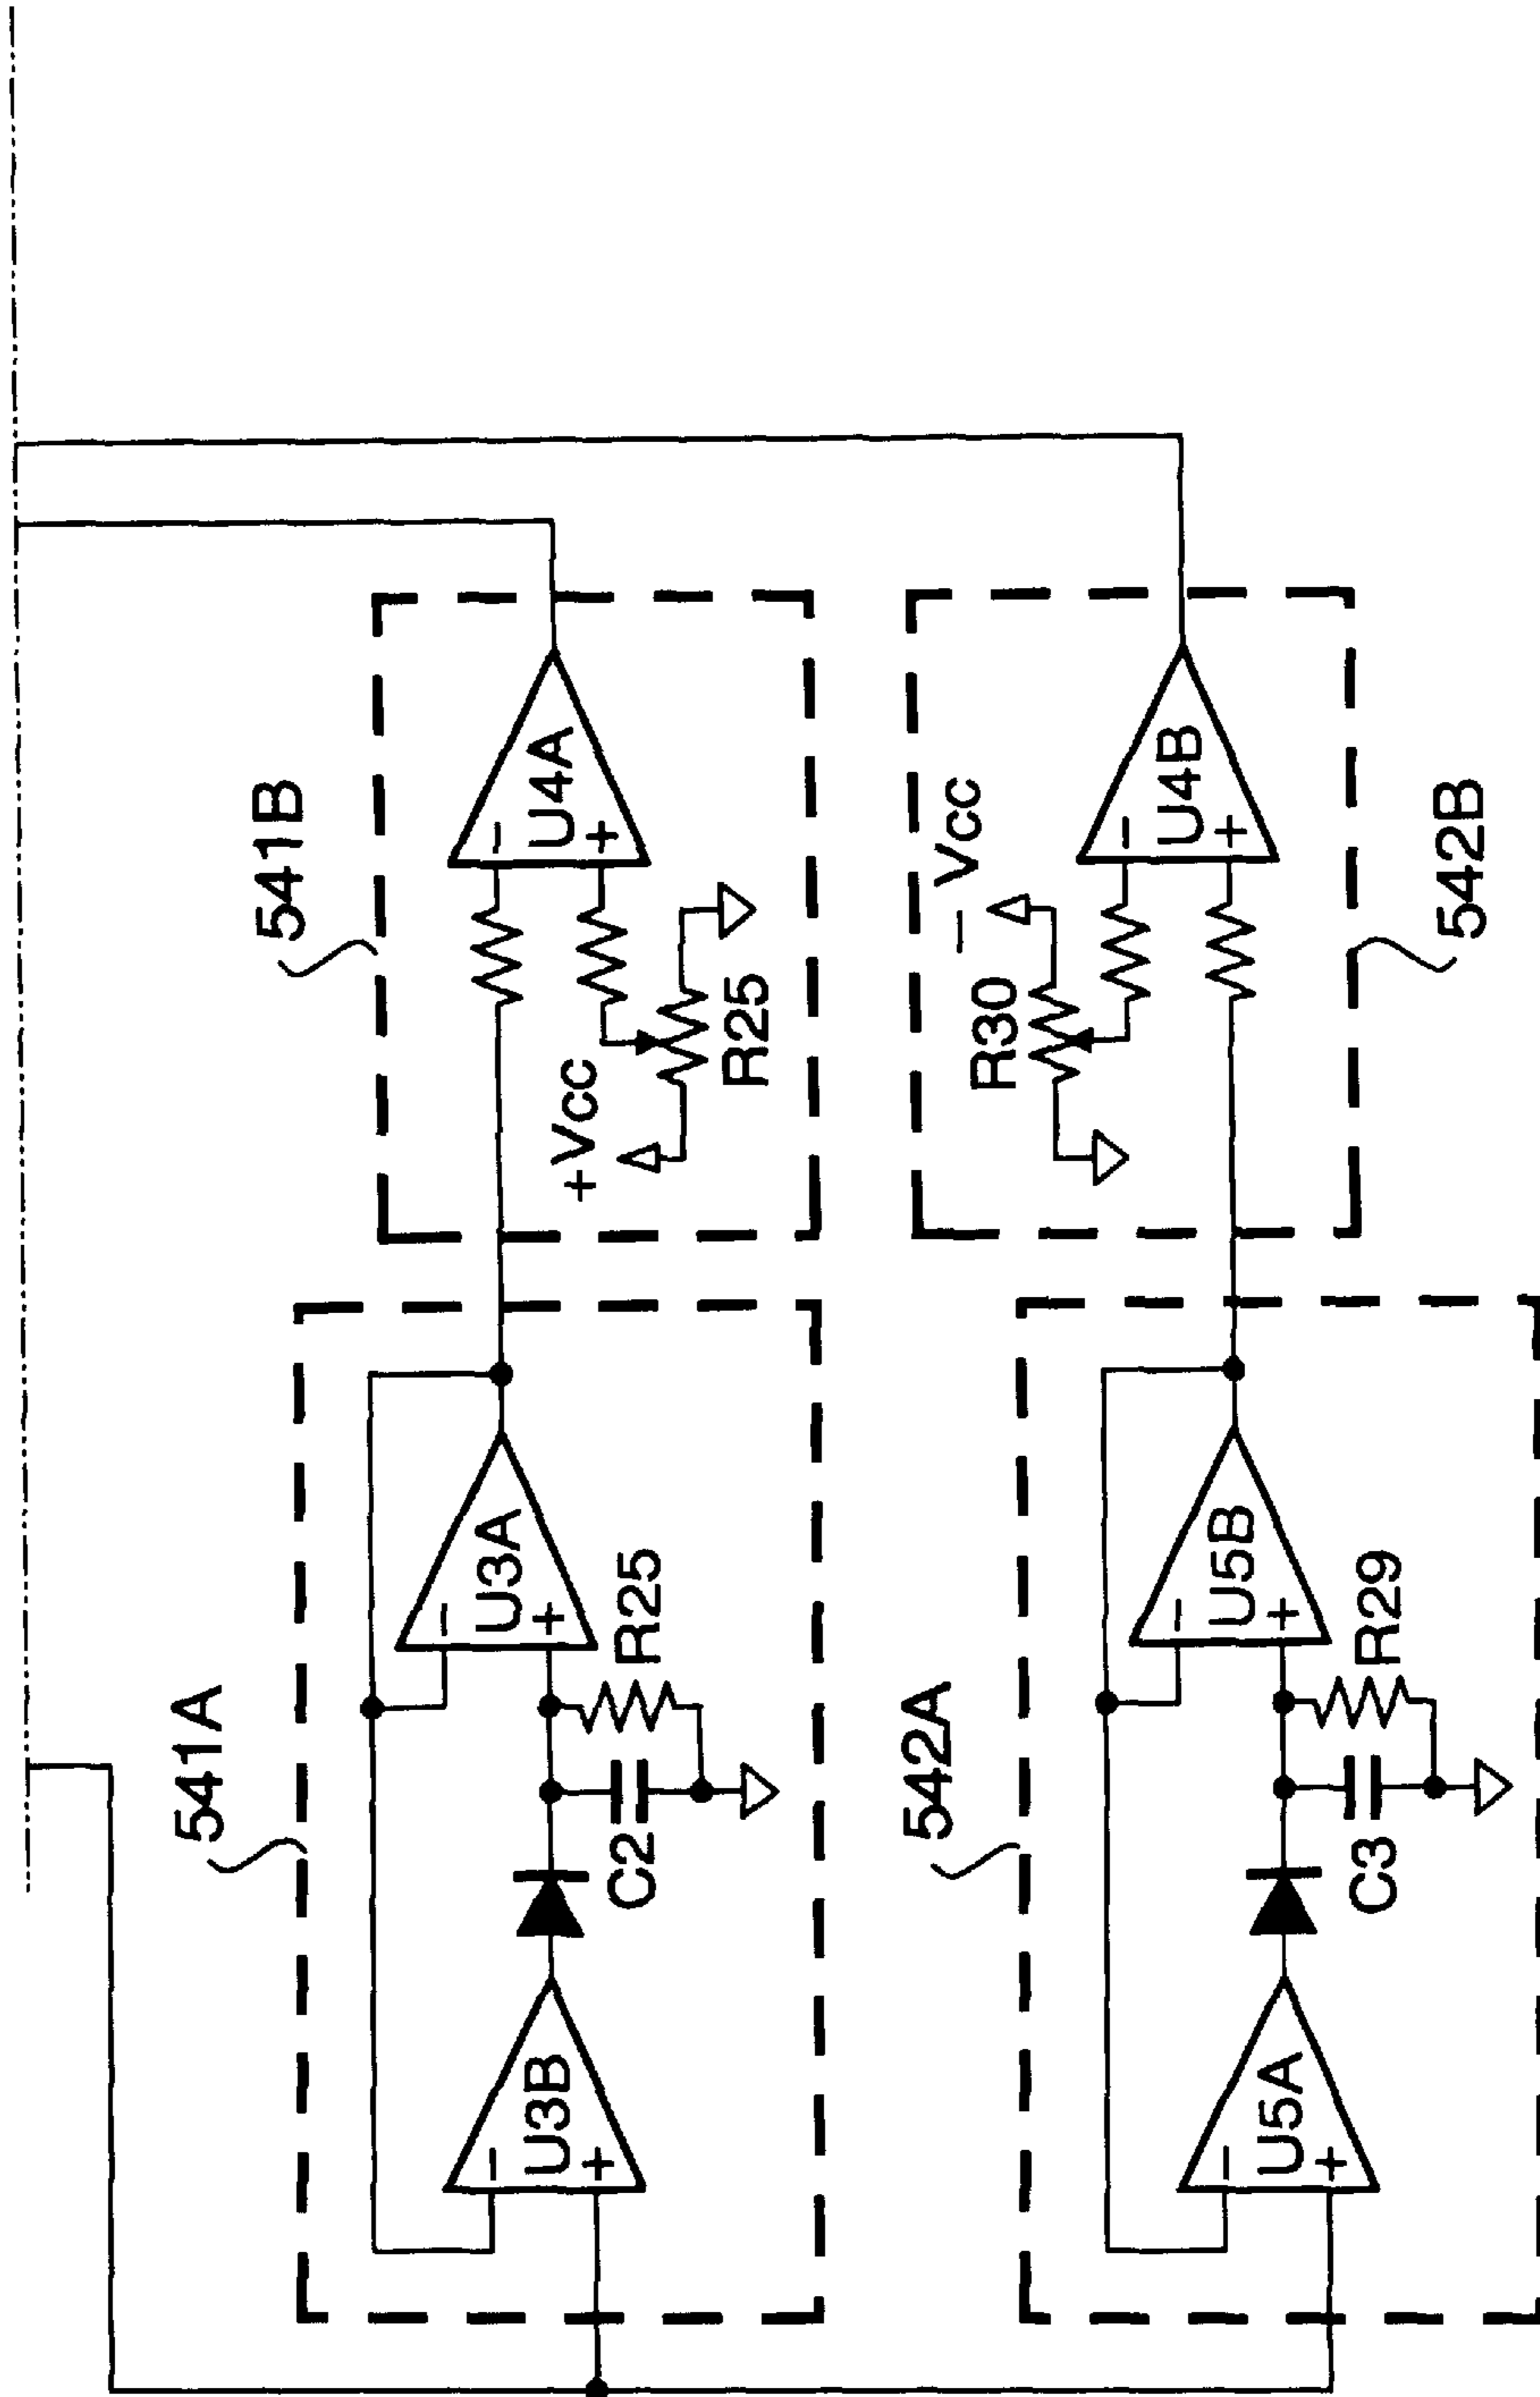 541A
U3B
C2
R25
U3A
541B
+Vcc
R25
U4A
542A
U5A
C3
R29
U5B
R30
−Vcc
U4B
542B